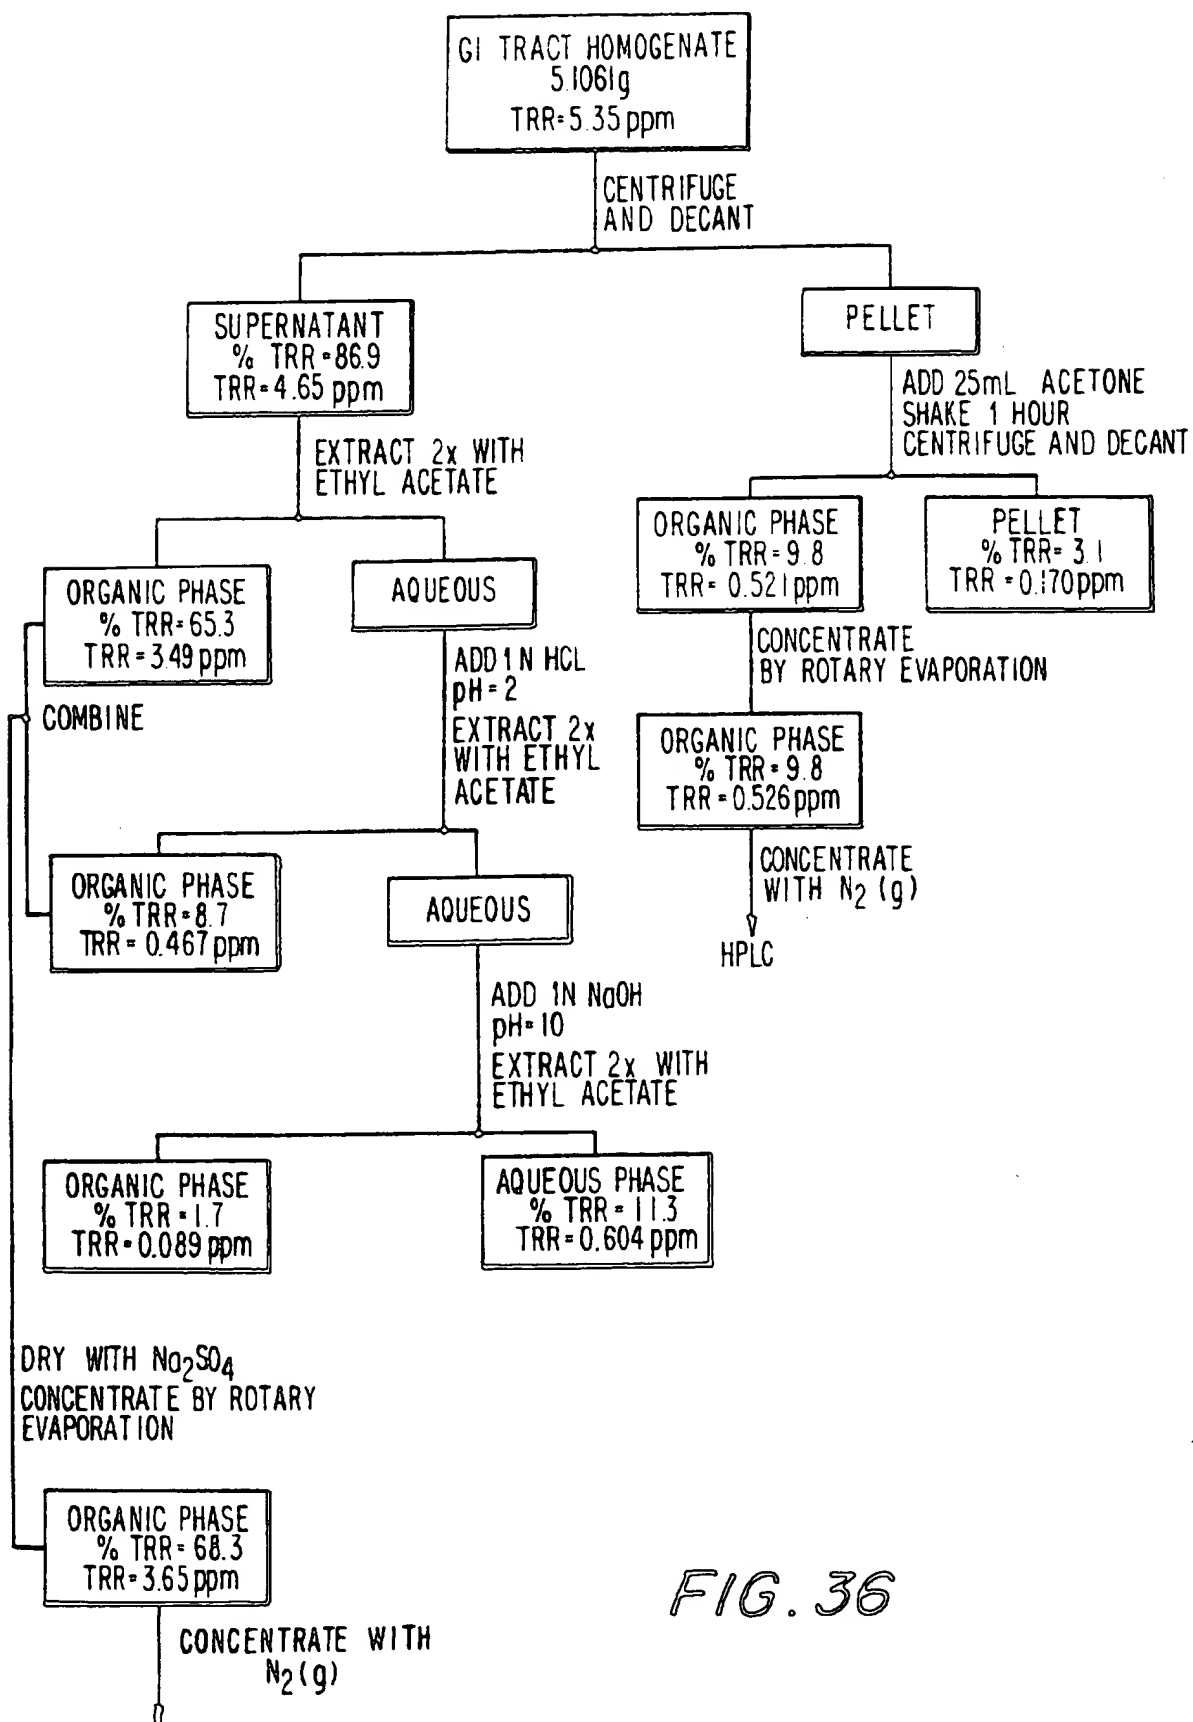 GI TRACT HOMOGENATE
5.1061g
TRR=5.35 ppm
CENTRIFUGE
AND DECANT
SUPERNATANT
% TRR=86.9
TRR=4.65 ppm
PELLET
EXTRACT 2x WITH
ETHYL ACETATE
ADD 25mL ACETONE
SHAKE 1 HOUR
CENTRIFUGE AND DECANT
ORGANIC PHASE
% TRR=65.3
TRR=3.49 ppm
AQUEOUS
ORGANIC PHASE
% TRR=9.8
TRR=0.521ppm
PELLET
% TRR=3.1
TRR=0.170ppm
COMBINE
ADD 1N HCL
pH=2
EXTRACT 2x
WITH ETHYL
ACETATE
CONCENTRATE
BY ROTARY EVAPORATION
ORGANIC PHASE
% TRR=9.8
TRR=0.526ppm
ORGANIC PHASE
% TRR=8.7
TRR=0.467ppm
AQUEOUS
CONCENTRATE
WITH N₂ (g)
HPLC
ADD 1N NaOH
pH=10
EXTRACT 2x WITH
ETHYL ACETATE
ORGANIC PHASE
% TRR=1.7
TRR=0.089 ppm
AQUEOUS PHASE
% TRR=11.3
TRR=0.604 ppm
DRY WITH Na₂SO₄
CONCENTRATE BY ROTARY
EVAPORATION
ORGANIC PHASE
% TRR=68.3
TRR=3.65ppm
CONCENTRATE WITH
N₂(g)
FIG. 36